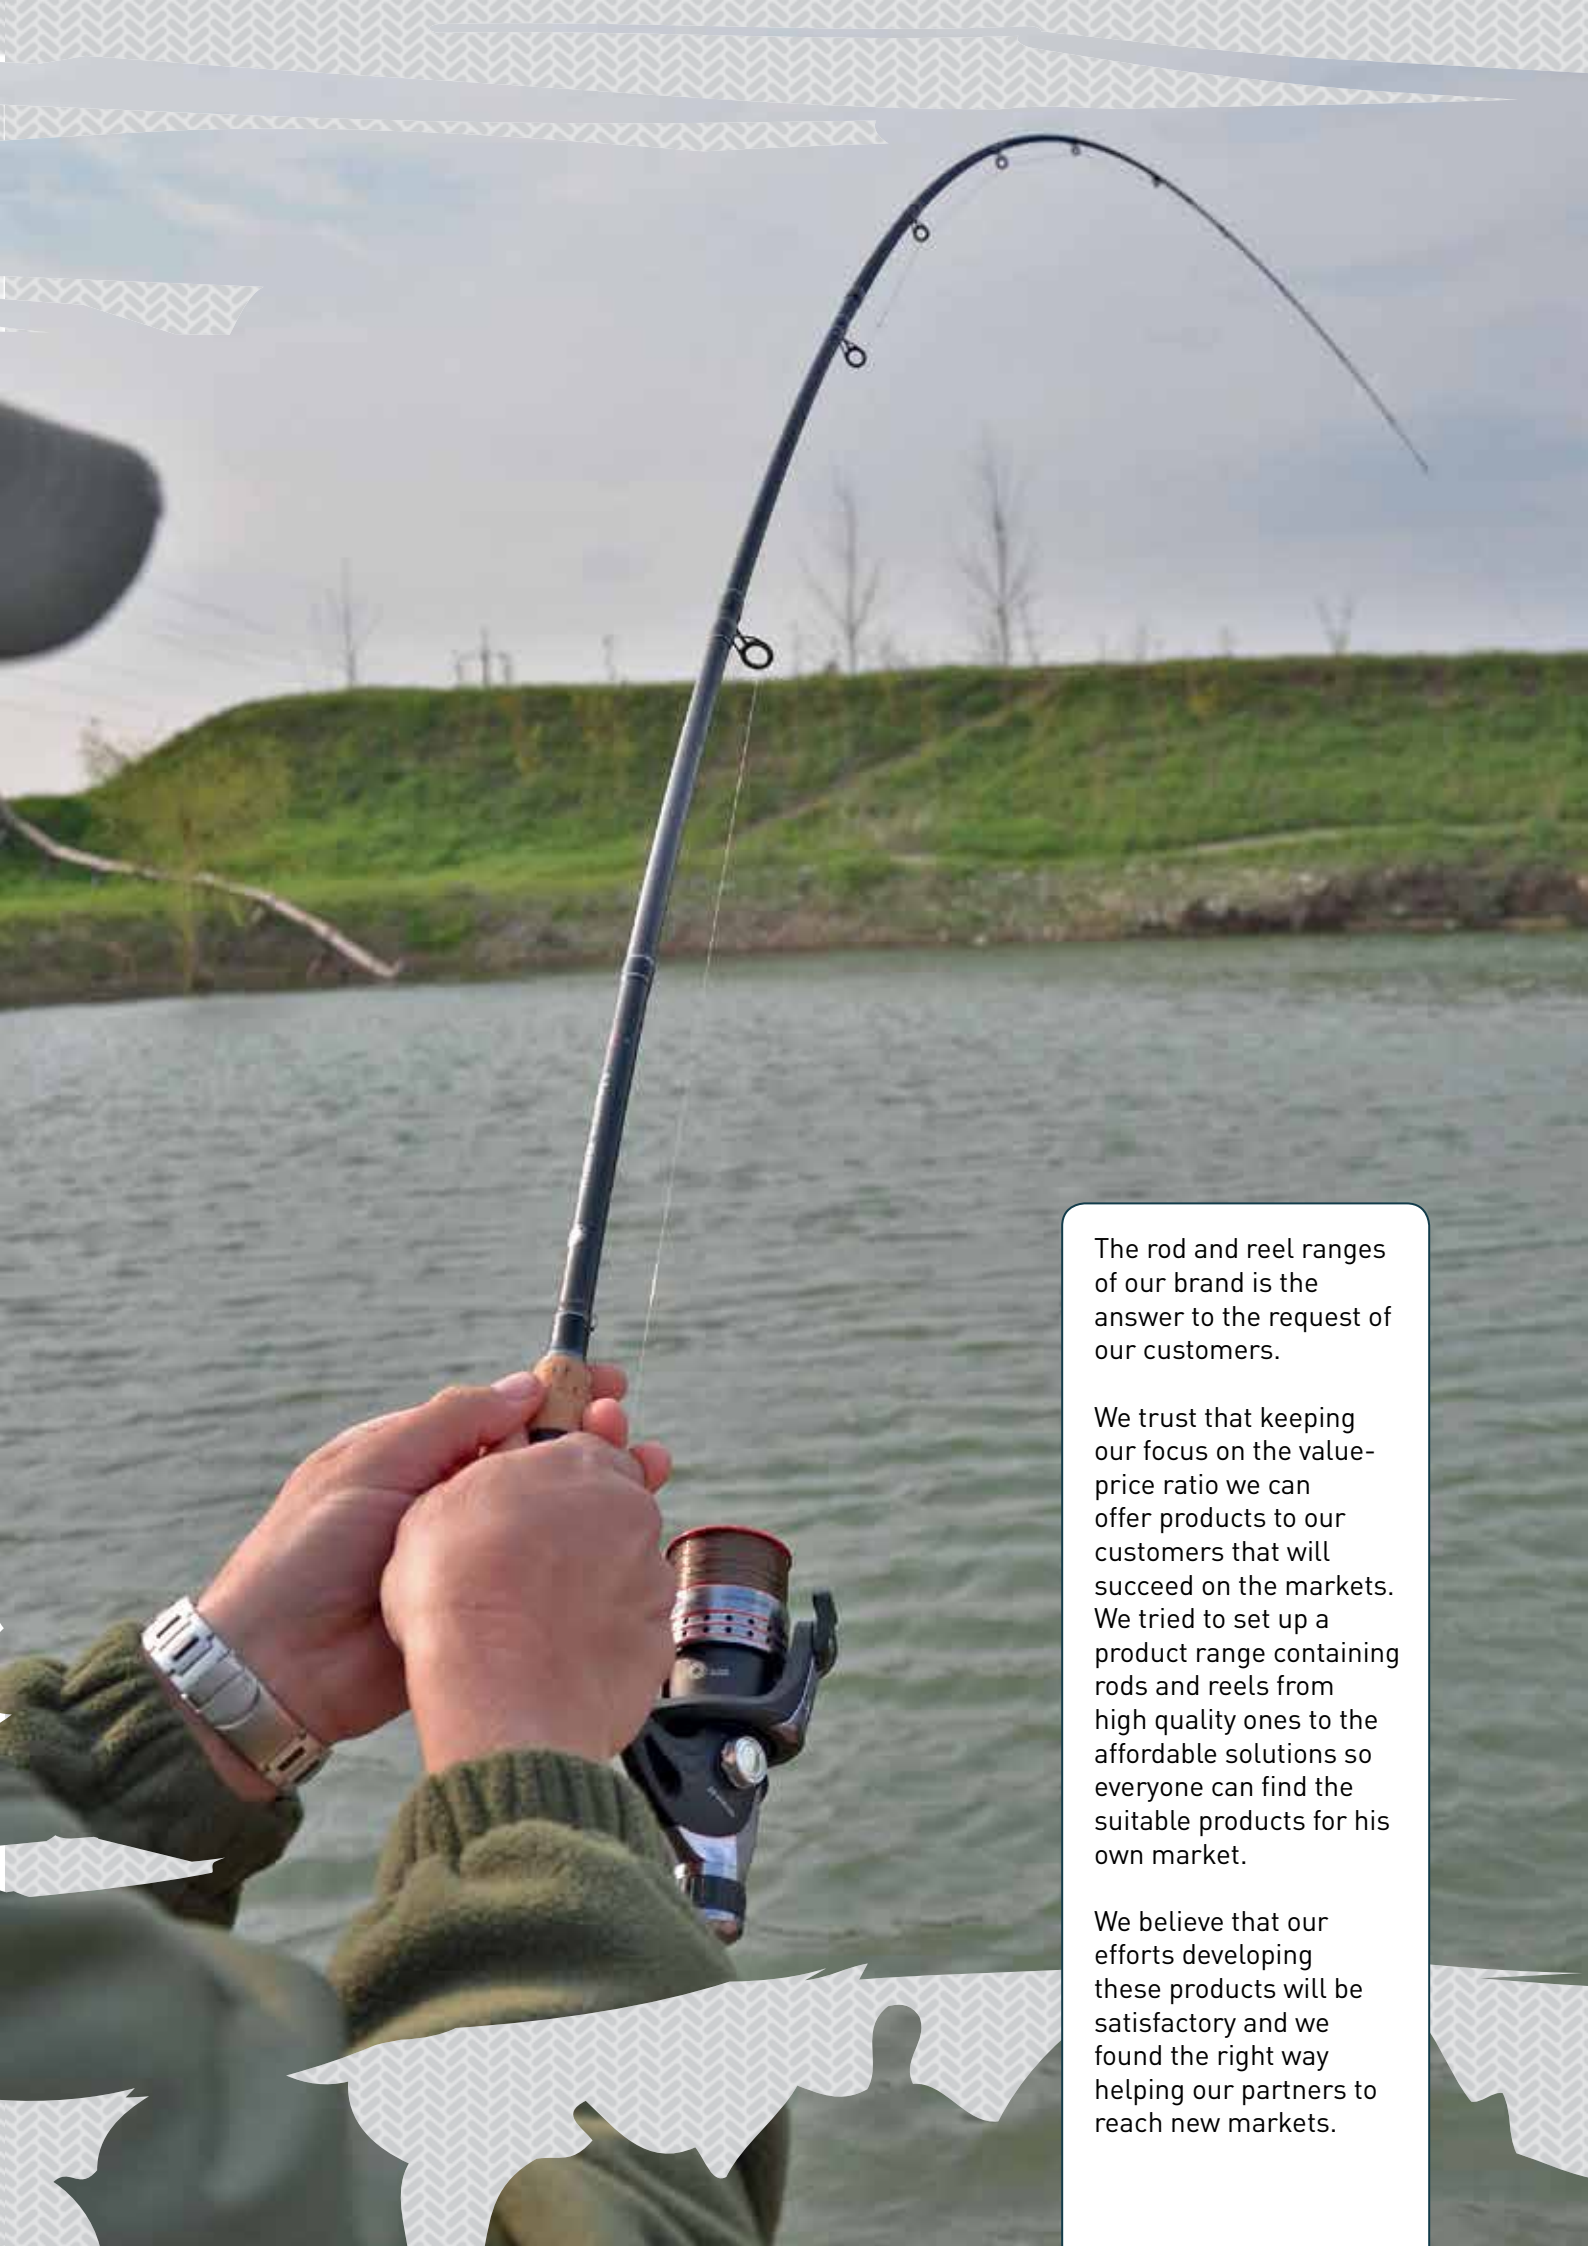 The rod and reel ranges
of our brand is the
answer to the request of
our customers.
We trust that keeping
our focus on the value-
price ratio we can
offer products to our
customers that will
succeed on the markets.
We tried to set up a
product range containing
rods and reels from
high quality ones to the
affordable solutions so
everyone can find the
suitable products for his
own market.
We believe that our
efforts developing
these products will be
satisfactory and we
found the right way
helping our partners to
reach new markets.